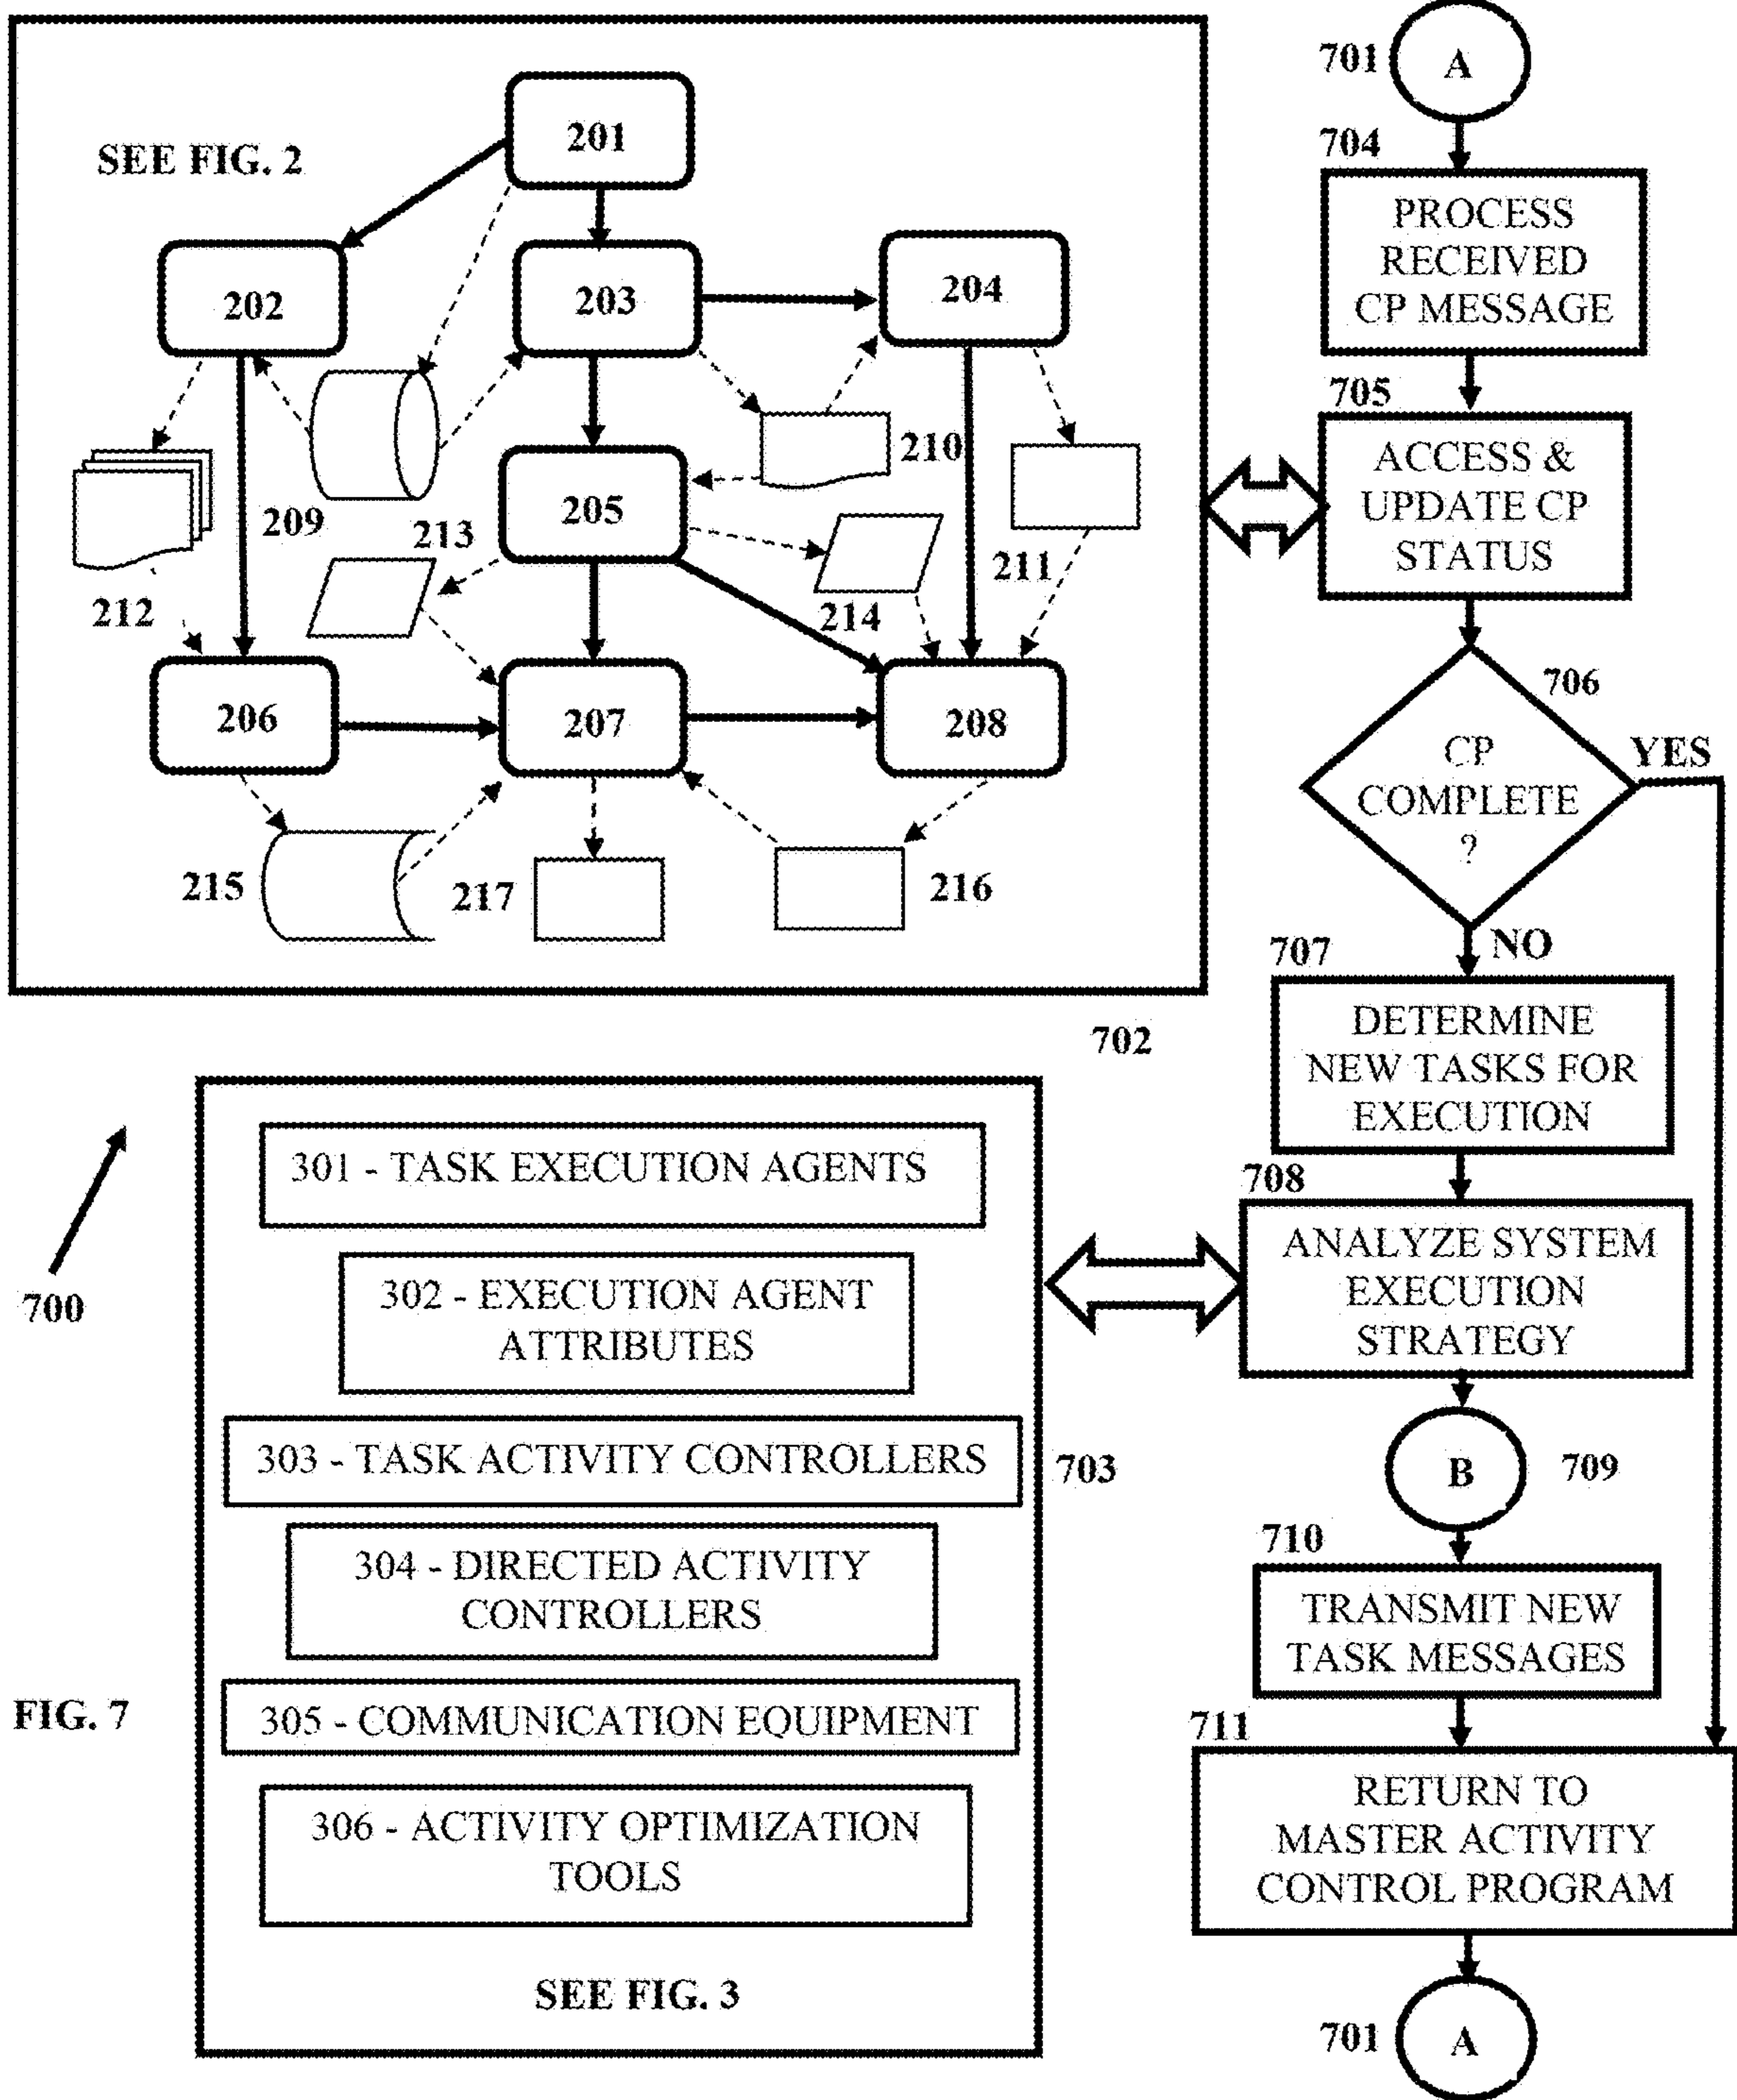 SEE FIG. 2
201
202
203
204
205
206
207
208
209
210
211
212
213
214
215
216
217
702
700
FIG. 7
301 - TASK EXECUTION AGENTS
302 - EXECUTION AGENT
ATTRIBUTES
303 - TASK ACTIVITY CONTROLLERS
304 - DIRECTED ACTIVITY
CONTROLLERS
305 - COMMUNICATION EQUIPMENT
306 - ACTIVITY OPTIMIZATION
TOOLS
SEE FIG. 3
703
701
A
704
PROCESS
RECEIVED
CP MESSAGE
705
ACCESS &
UPDATE CP
STATUS
706
CP
COMPLETE
?
YES
NO
707
DETERMINE
NEW TASKS FOR
EXECUTION
708
ANALYZE SYSTEM
EXECUTION
STRATEGY
B
709
710
TRANSMIT NEW
TASK MESSAGES
711
RETURN TO
MASTER ACTIVITY
CONTROL PROGRAM
701
A